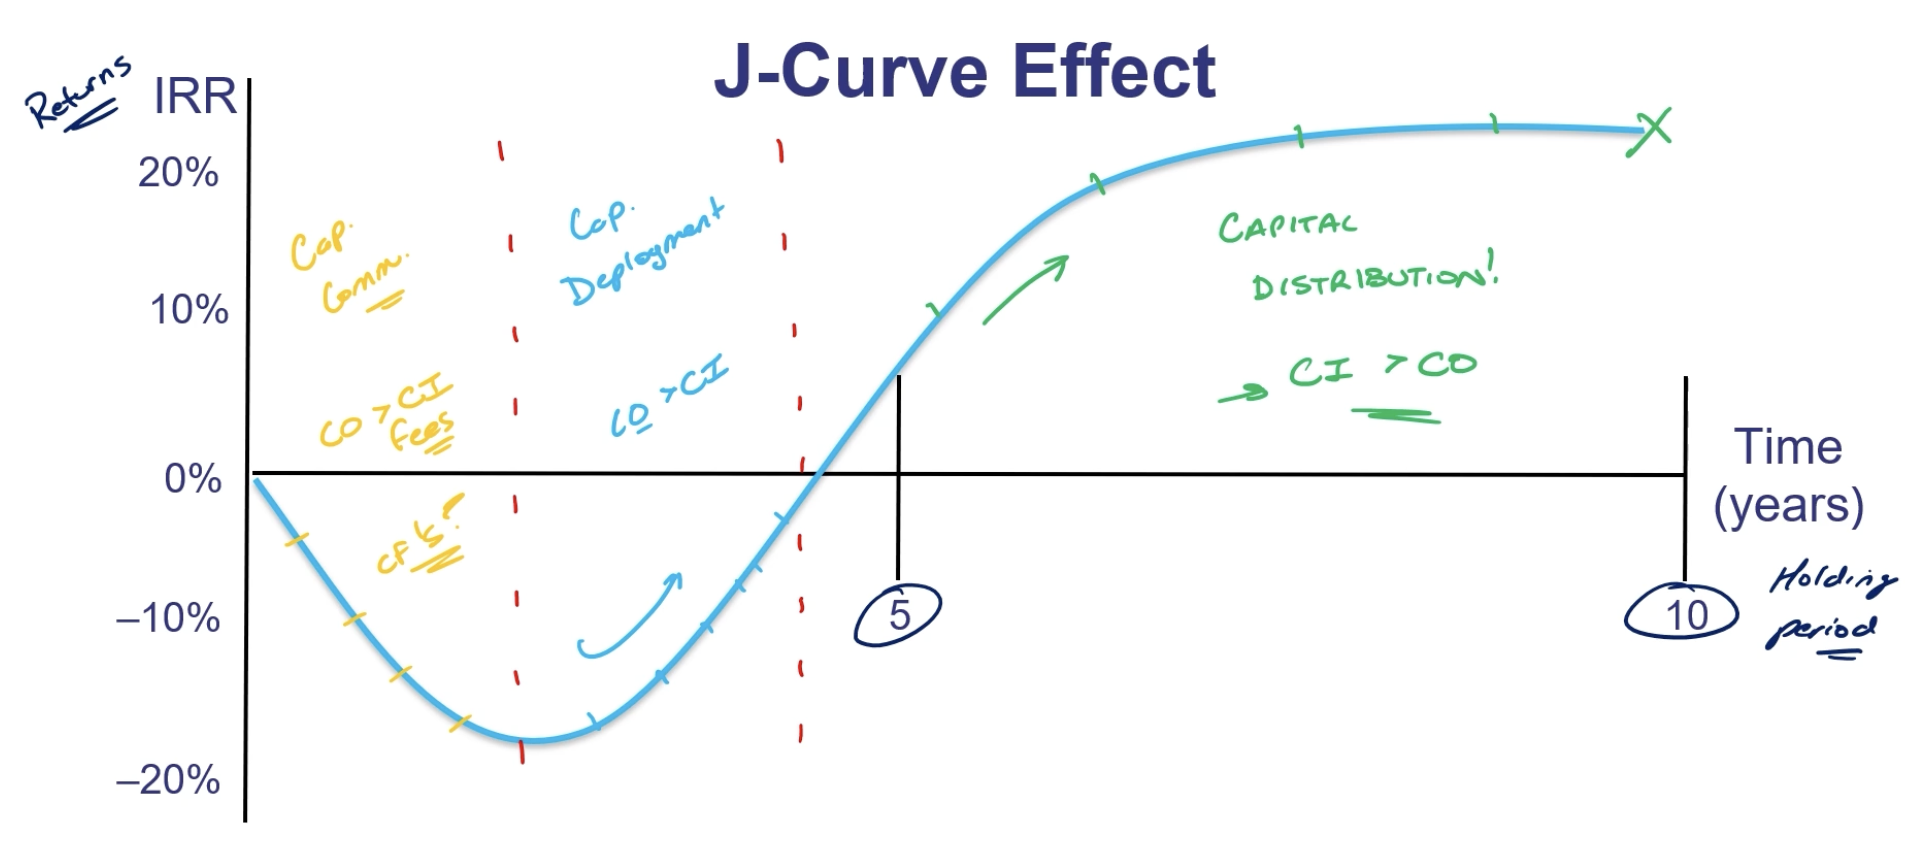 J-Curve Effect
Returns
IRR
20%
10%
0%
–10%
–20%
Cap.
Comm.
CO > CI
fees
CF
Cap.
Deployment
CO > CI
CAPITAL
DISTRIBUTION!
→ CI > CO
5
10
Time
(years)
Holding
period